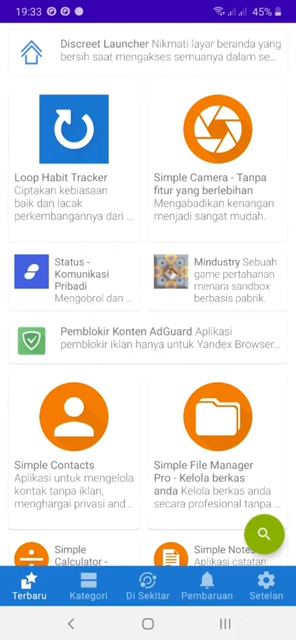 19:33
45%
Discreet Launcher Nikmati layar beranda yang
bersih saat mengakses semuanya dalam se…
Loop Habit Tracker
Ciptakan kebiasaan
baik dan lacak
perkembangannya dari …
Simple Camera - Tanpa
fitur yang berlebihan
Mengabadikan kenangan
menjadi sangat mudah.
Status -
Komunikasi
Pribadi
Mengobrol dan …
Mindustry Sebuah
game pertahanan
menara sandbox
berbasis pabrik.
Pemblokir Konten AdGuard Aplikasi
pemblokir iklan hanya untuk Yandex Browser…
Simple Contacts
Aplikasi untuk mengelola
kontak tanpa iklan,
menghargai privasi and…
Simple File Manager
Pro - Kelola berkas
anda Kelola berkas anda
secara profesional tanpa …
Simple
Calculator -
Simple Notes
Aplikasi catatan
Terbaru
Kategori
Di Sekitar
Pembaruan
Setelan